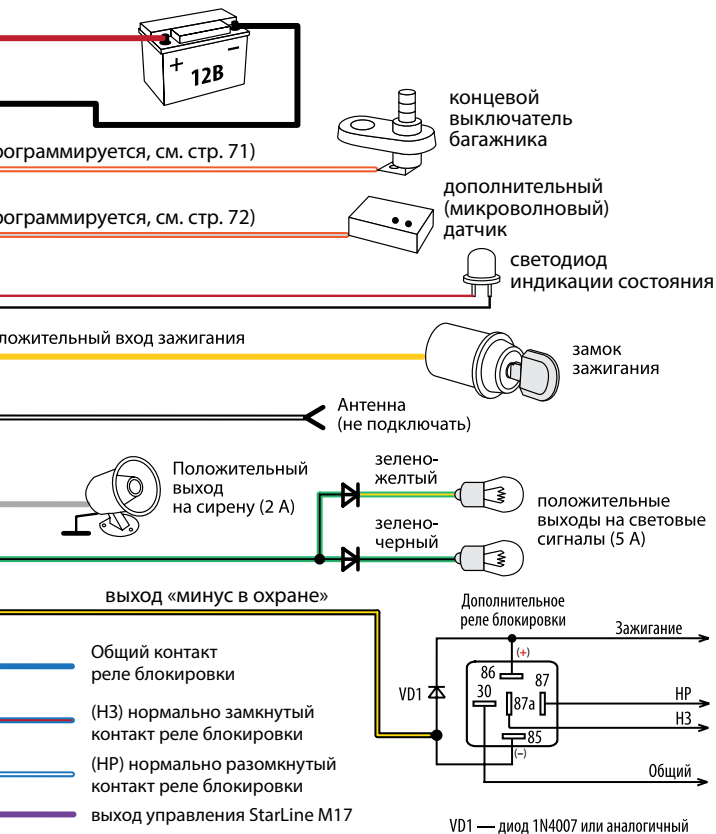 + −
12В
концевой
выключатель
багажника
рограммируется, см. стр. 71)
рограммируется, см. стр. 72)
дополнительный
(микроволновый)
датчик
светодиод
индикации состояния
ложительный вход зажигания
замок
зажигания
Антенна
(не подключать)
Положительный
выход
на сирену (2 А)
зелено-
желтый
зелено-
черный
положительные
выходы на световые
сигналы (5 А)
выход «минус в охране»
Дополнительное
реле блокировки
Зажигание
(+)
86
87
30
87а
85
(−)
VD1
НР
НЗ
Общий
Общий контакт
реле блокировки
(НЗ) нормально замкнутый
контакт реле блокировки
(НР) нормально разомкнутый
контакт реле блокировки
выход управления StarLine M17
VD1 — диод 1N4007 или аналогичный